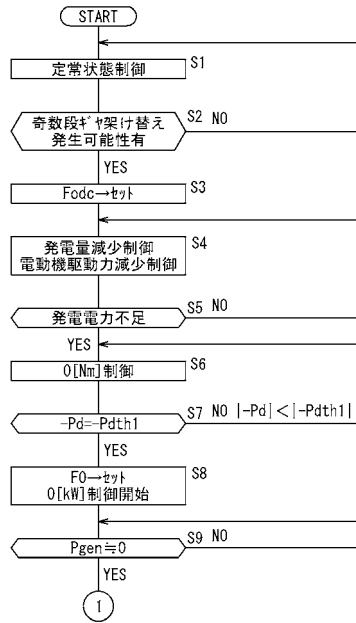 START
定常状態制御 S1
奇数段ギヤ架け替え
発生可能性有 S2 NO
YES
Fodc→セット S3
発電量減少制御
電動機駆動力減少制御 S4
発電電力不足 S5 NO
YES
0[Nm]制御 S6
-Pd=-Pdth1 S7 NO |-Pd|<|-Pdth1|
YES
F0→セット
0[kW]制御開始 S8
Pgen≒0 S9 NO
YES
1